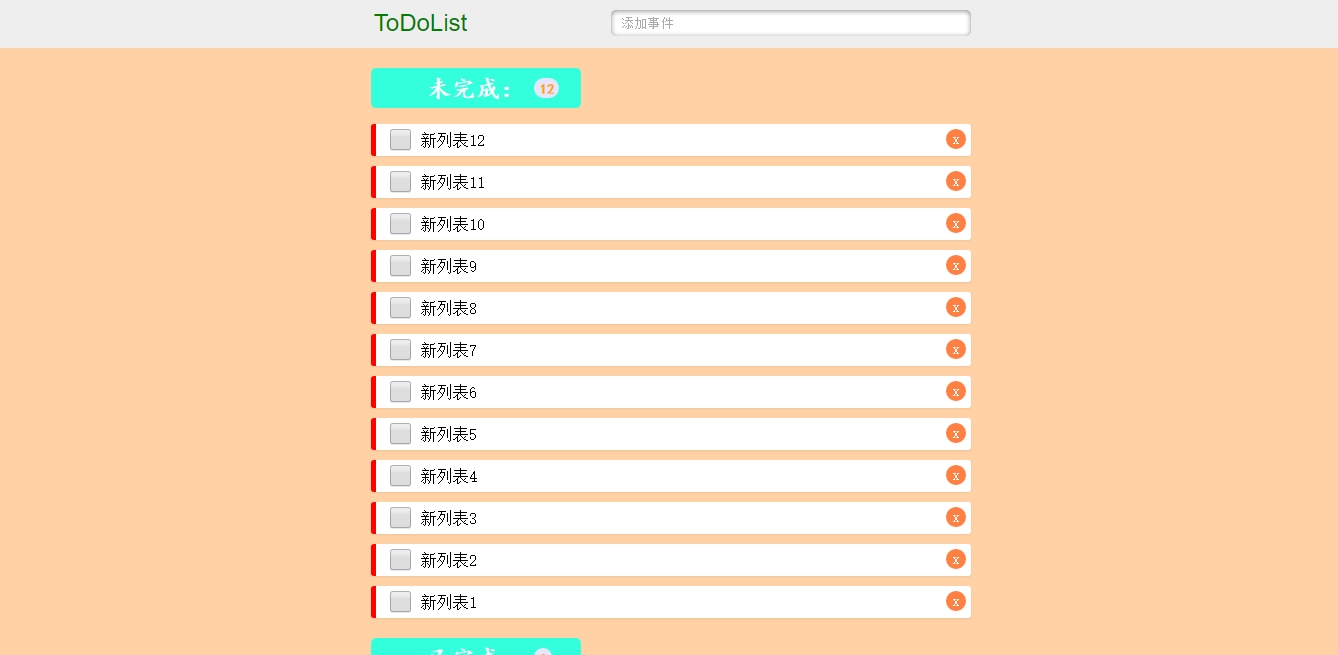 ToDoList
添加事件
未完成： 12
新列表12 x
新列表11 x
新列表10 x
新列表9 x
新列表8 x
新列表7 x
新列表6 x
新列表5 x
新列表4 x
新列表3 x
新列表2 x
新列表1 x